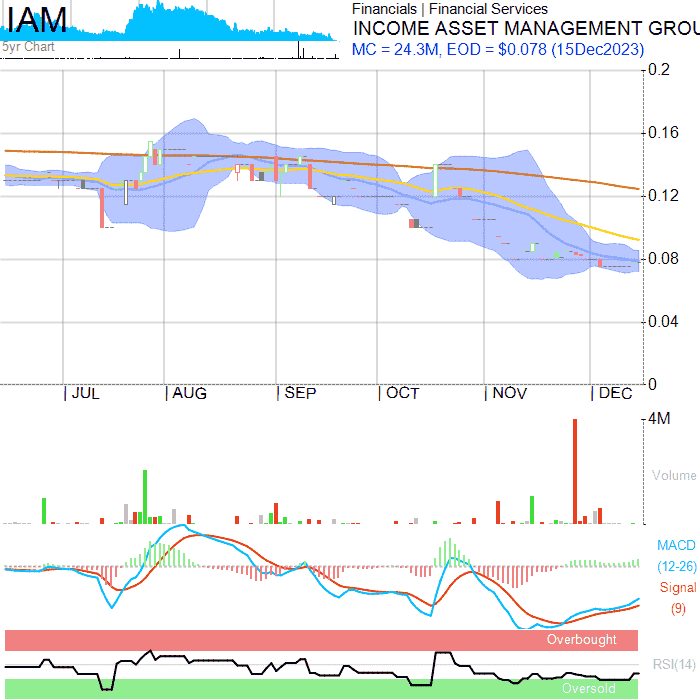 IAM
5yr Chart
Financials | Financial Services
INCOME ASSET MANAGEMENT GROU
MC = 24.3M, EOD = $0.078 (15Dec2023)
0.2
0.16
0.12
0.08
0.04
0
JUL AUG SEP OCT NOV DEC
4M
Volume
MACD
(12-26)
Signal
(9)
Overbought
RSI(14)
Oversold